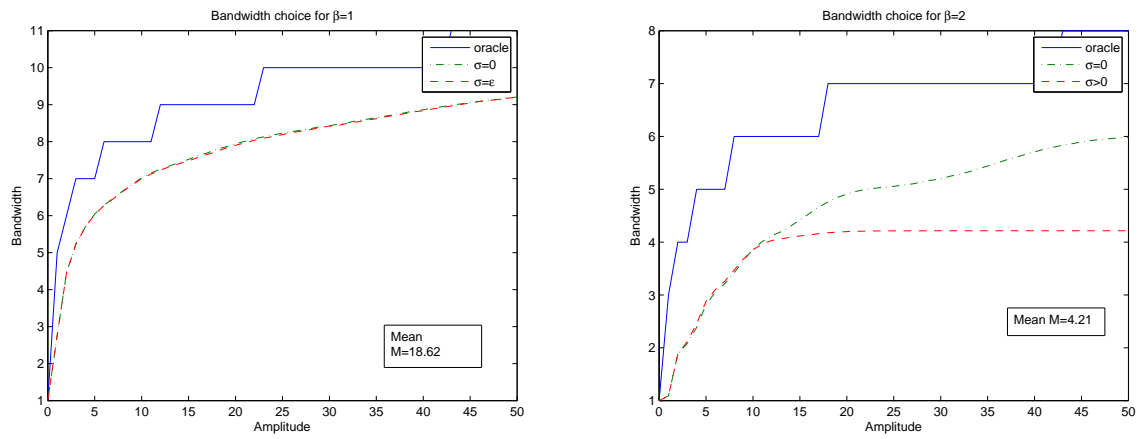 Bandwidth choice for β=1
11
10
9
8
7
6
5
4
3
2
1
Bandwidth
0 5 10 15 20 25 30 35 40 45 50
Amplitude
oracle
σ=0
σ=ε
Mean
M=18.62
Bandwidth choice for β=2
8
7
6
5
4
3
2
1
Bandwidth
0 5 10 15 20 25 30 35 40 45 50
Amplitude
oracle
σ=0
σ>0
Mean M=4.21